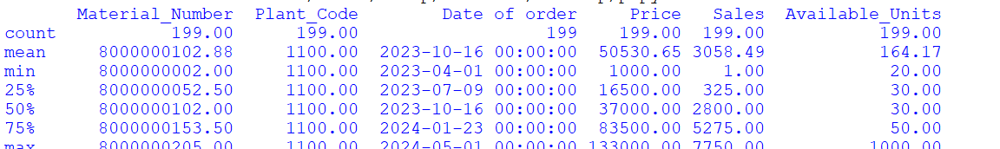 Material_Number Plant_Code Date of order Price Sales Available_Units
count 199.00 199.00 199 199.00 199.00 199.00
mean 8000000102.88 1100.00 2023-10-16 00:00:00 50530.65 3058.49 164.17
min 8000000002.00 1100.00 2023-04-01 00:00:00 1000.00 1.00 20.00
25% 8000000052.50 1100.00 2023-07-09 00:00:00 16500.00 325.00 30.00
50% 8000000102.00 1100.00 2023-10-16 00:00:00 37000.00 2800.00 30.00
75% 8000000153.50 1100.00 2024-01-23 00:00:00 83500.00 5275.00 50.00
max 8000000205.00 1100.00 2024-05-01 00:00:00 133000.00 7750.00 1000.00